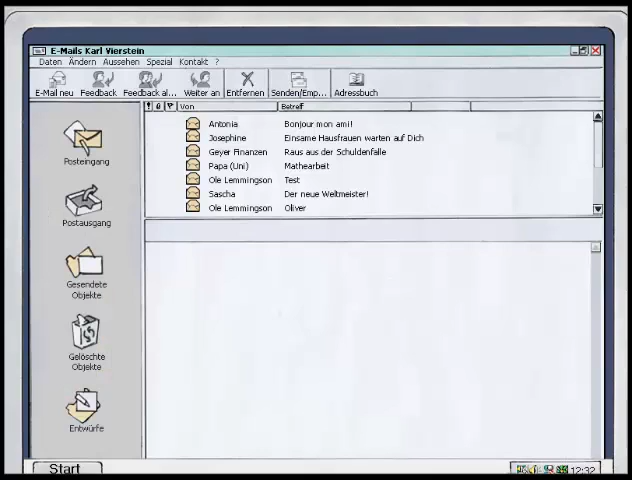 E-Mails Karl Vierstein
Daten Ändern Aussehen Spezial Kontakt ?
E-Mail neu Feedback Feedback al... Weiter an Entfernen Senden/Emp... Adressbuch
! Von Betreff
Antonia Bonjour mon ami!
Josephine Einsame Hausfrauen warten auf Dich
Geyer Finanzen Raus aus der Schuldenfalle
Papa (Uni) Mathearbeit
Ole Lemmingson Test
Sascha Der neue Weltmeister!
Ole Lemmingson Oliver
Posteingang
Postausgang
Gesendete
Objekte
Gelöschte
Objekte
Entwürfe
Start 12:32